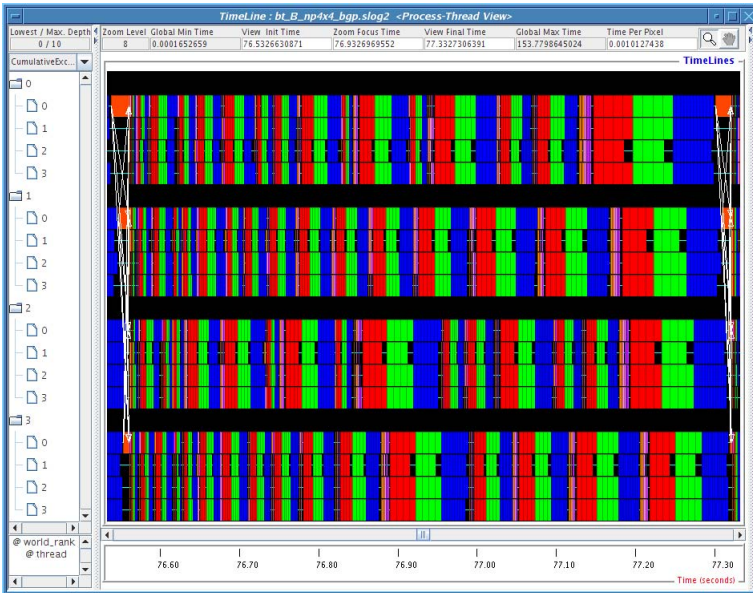 TimeLine : bt_B_np4x4_bgp.slog2 <Process-Thread View>
Lowest / Max. Depth
0 / 10
Zoom Level
8
Global Min Time
0.0001652659
View Init Time
76.5326630871
Zoom Focus Time
76.9326969552
View Final Time
77.3327306391
Global Max Time
153.7798645024
Time Per Pixel
0.0010127438
CumulativeExc...
TimeLines
0
0
1
2
3
1
0
1
2
3
2
0
1
2
3
3
0
1
2
3
@ world_rank
@ thread
76.60 76.70 76.80 76.90 77.00 77.10 77.20 77.30
Time (seconds)